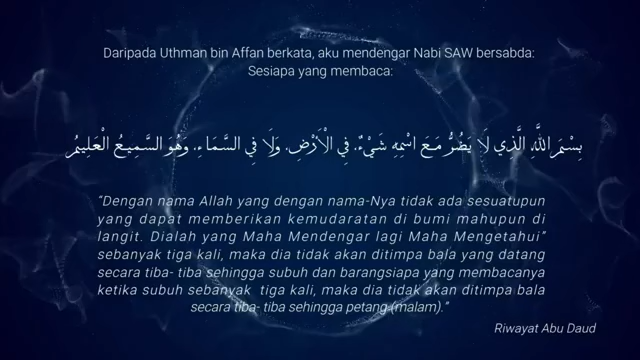 Daripada Uthman bin Affan berkata, aku mendengar Nabi SAW bersabda:
Sesiapa yang membaca:
بِسْمِ اللَّهِ الَّذِي لَا يَضُرُّ مَعَ اسْمِهِ شَيْءٌ، فِي الْأَرْضِ، وَلَا فِي السَّمَاءِ، وَهُوَ السَّمِيعُ الْعَلِيمُ
“Dengan nama Allah yang dengan nama-Nya tidak ada sesuatupun
yang dapat memberikan kemudaratan di bumi mahupun di
langit. Dialah yang Maha Mendengar lagi Maha Mengetahui”
sebanyak tiga kali, maka dia tidak akan ditimpa bala yang datang
secara tiba- tiba sehingga subuh dan barangsiapa yang membacanya
ketika subuh sebanyak tiga kali, maka dia tidak akan ditimpa bala
secara tiba- tiba sehingga petang (malam).”
Riwayat Abu Daud